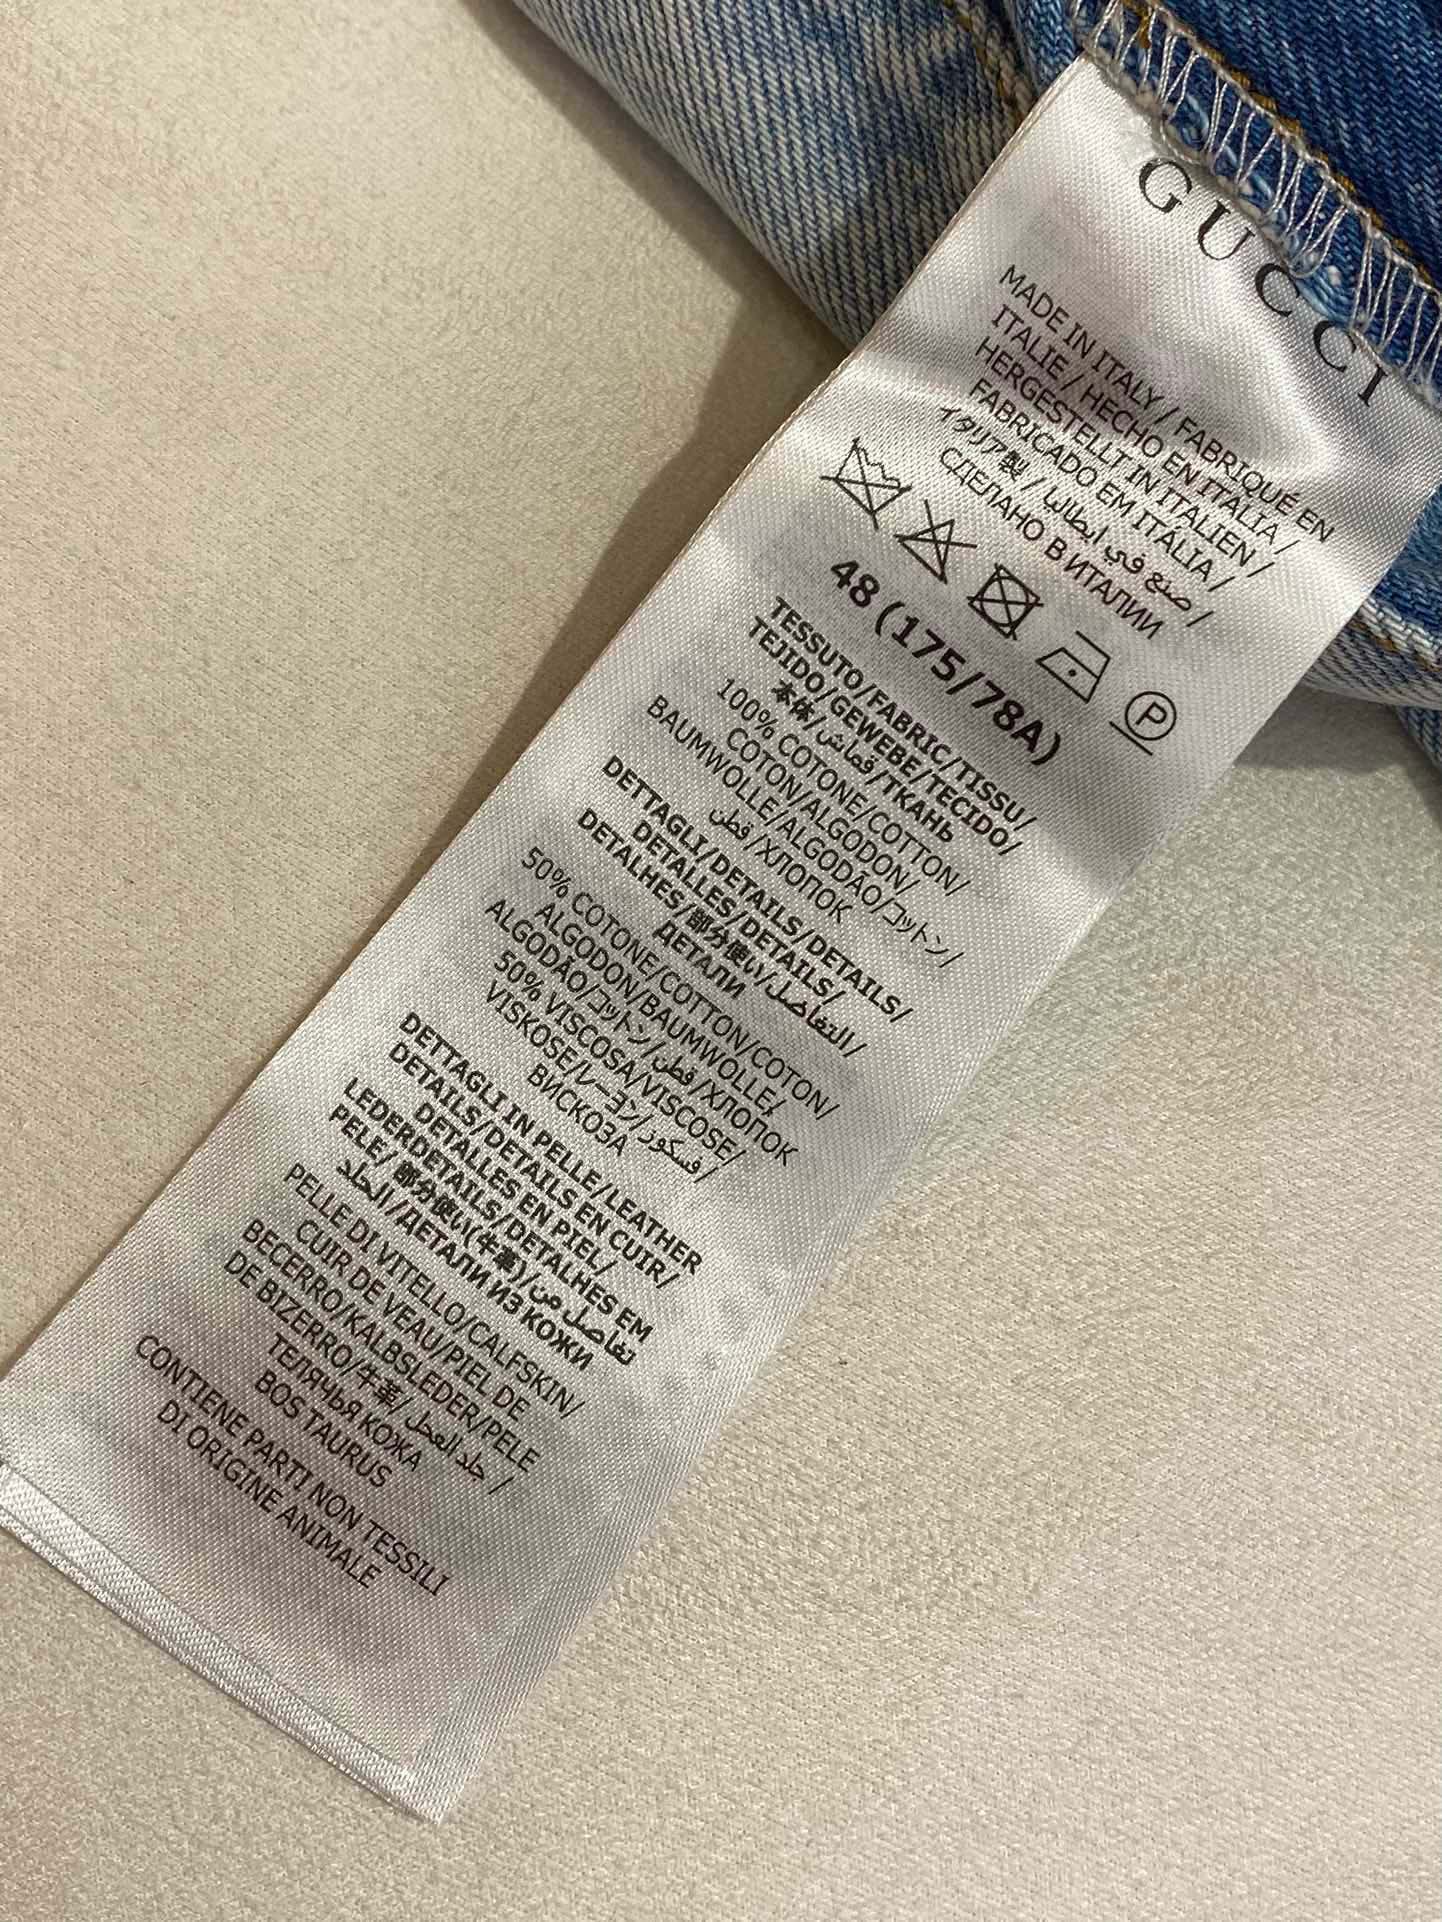 GUCCI
MADE IN ITALY / FABRIQUÉ EN
ITALIE / HECHO EN ITALIA /
HERGESTELLT IN ITALIEN /
FABRICADO EM ITÁLIA /
イタリア製 / صنع في ايطاليا /
СДЕЛАНО В ИТАЛИИ
P
48 (175/78A)
TESSUTO/FABRIC/TISSU/
TEJIDO/GEWEBE/TECIDO/
本体/قماش/ТКАНЬ
100% COTONE/COTTON/
COTON/ALGODON/
BAUMWOLLE/ALGODÃO/コットン/
قطن/ХЛОПОК
DETTAGLI/DETAILS/DETAILS/
DETALLES/DETAILS/
DETALHES/部分使い/التفاصل/
ДЕТАЛИ
50% COTONE/COTTON/COTON/
ALGODON/BAUMWOLLE/
ALGODÃO/コットン/قطن/ХЛОПОК
50% VISCOSA/VISCOSE/
VISKOSE/レーヨン/فسكوز/
ВИСКОЗА
DETTAGLI IN PELLE/LEATHER
DETAILS/DETAILS EN CUIR/
DETALLES EN PIEL/
LEDERDETAILS/DETALHES EM
PELE/ 部分使い(牛革)/تفاصل من
الجلد/ДЕТАЛИ ИЗ КОЖИ
PELLE DI VITELLO/CALFSKIN/
CUIR DE VEAU/PIEL DE
BECERRO/KALBSLEDER/PELE
DE BIZERRO/牛革/جلد العجل /
ТЕЛЯЧЬЯ КОЖА
BOS TAURUS
CONTIENE PARTI NON TESSILI
DI ORIGINE ANIMALE